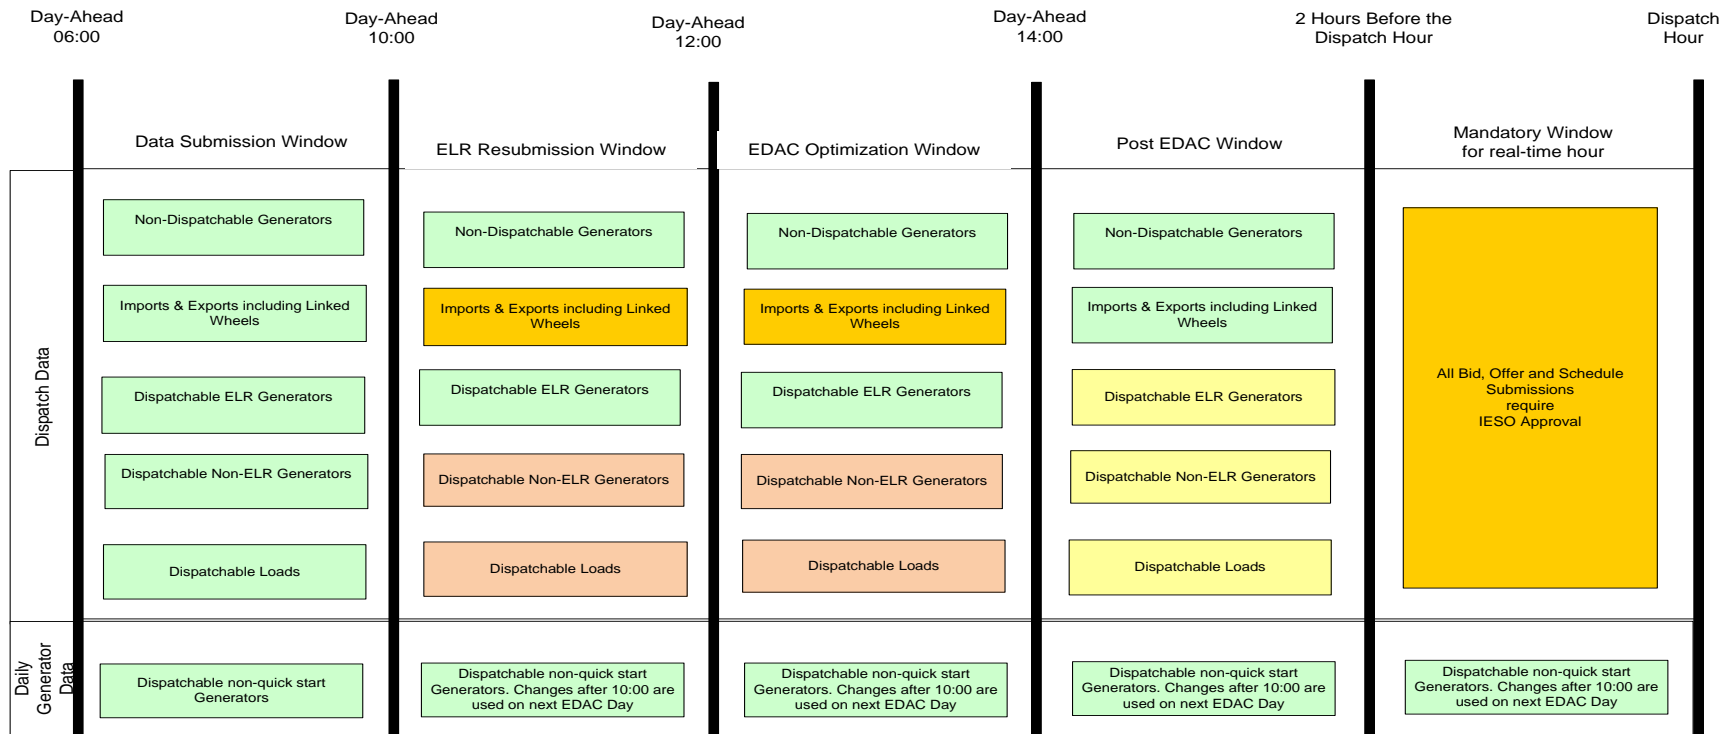 Day-Ahead
06:00
Day-Ahead
10:00
Day-Ahead
12:00
Day-Ahead
14:00
2 Hours Before the
Dispatch Hour
Dispatch
Hour
Data Submission Window
ELR Resubmission Window
EDAC Optimization Window
Post EDAC Window
Mandatory Window
for real-time hour
Dispatch Data
Non-Dispatchable Generators
Non-Dispatchable Generators
Non-Dispatchable Generators
Non-Dispatchable Generators
Imports & Exports including Linked
Wheels
Imports & Exports including Linked
Wheels
Imports & Exports including Linked
Wheels
Imports & Exports including Linked
Wheels
All Bid, Offer and Schedule
Submissions
require
IESO Approval
Dispatchable ELR Generators
Dispatchable ELR Generators
Dispatchable ELR Generators
Dispatchable ELR Generators
Dispatchable Non-ELR Generators
Dispatchable Non-ELR Generators
Dispatchable Non-ELR Generators
Dispatchable Non-ELR Generators
Dispatchable Loads
Dispatchable Loads
Dispatchable Loads
Dispatchable Loads
Daily
Generator
Data
Dispatchable non-quick start
Generators
Dispatchable non-quick start
Generators. Changes after 10:00 are
used on next EDAC Day
Dispatchable non-quick start
Generators. Changes after 10:00 are
used on next EDAC Day
Dispatchable non-quick start
Generators. Changes after 10:00 are
used on next EDAC Day
Dispatchable non-quick start
Generators. Changes after 10:00 are
used on next EDAC Day